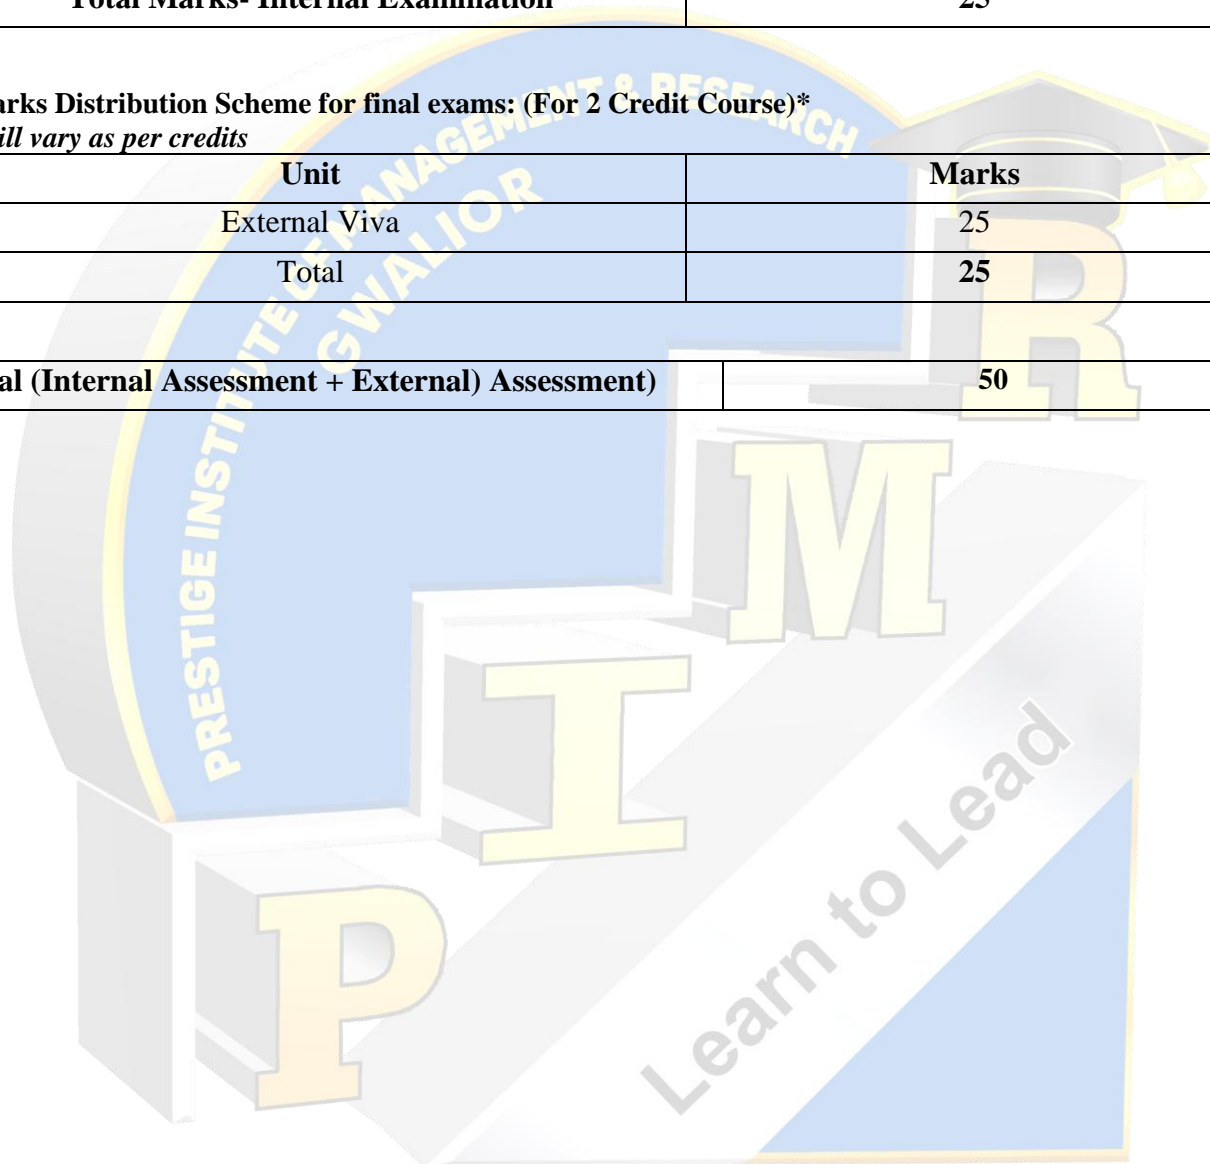 Total Marks- Internal Examination 25
arks Distribution Scheme for final exams: (For 2 Credit Course)*
ill vary as per credits
Unit Marks
External Viva 25
Total 25
al (Internal Assessment + External) Assessment) 50
PRESTIGE INSTITUTE OF MANAGEMENT & RESEARCH
GWALIOR
P
I
M
R
Learn to Lead